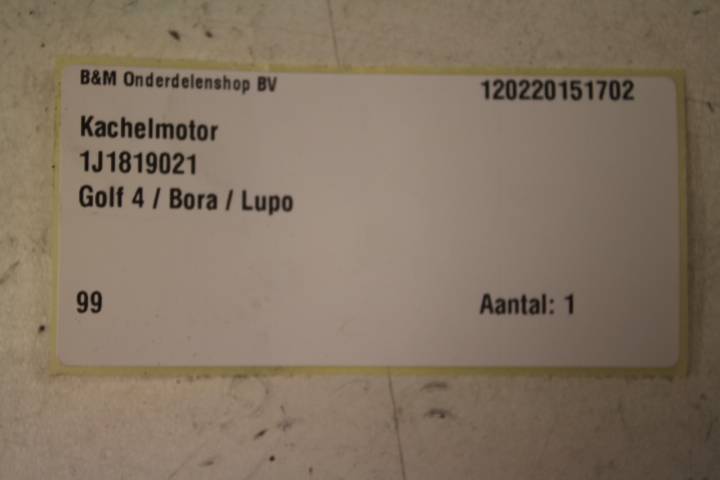 B&M Onderdelenshop BV
120220151702
Kachelmotor
1J1819021
Golf 4 / Bora / Lupo
99
Aantal: 1